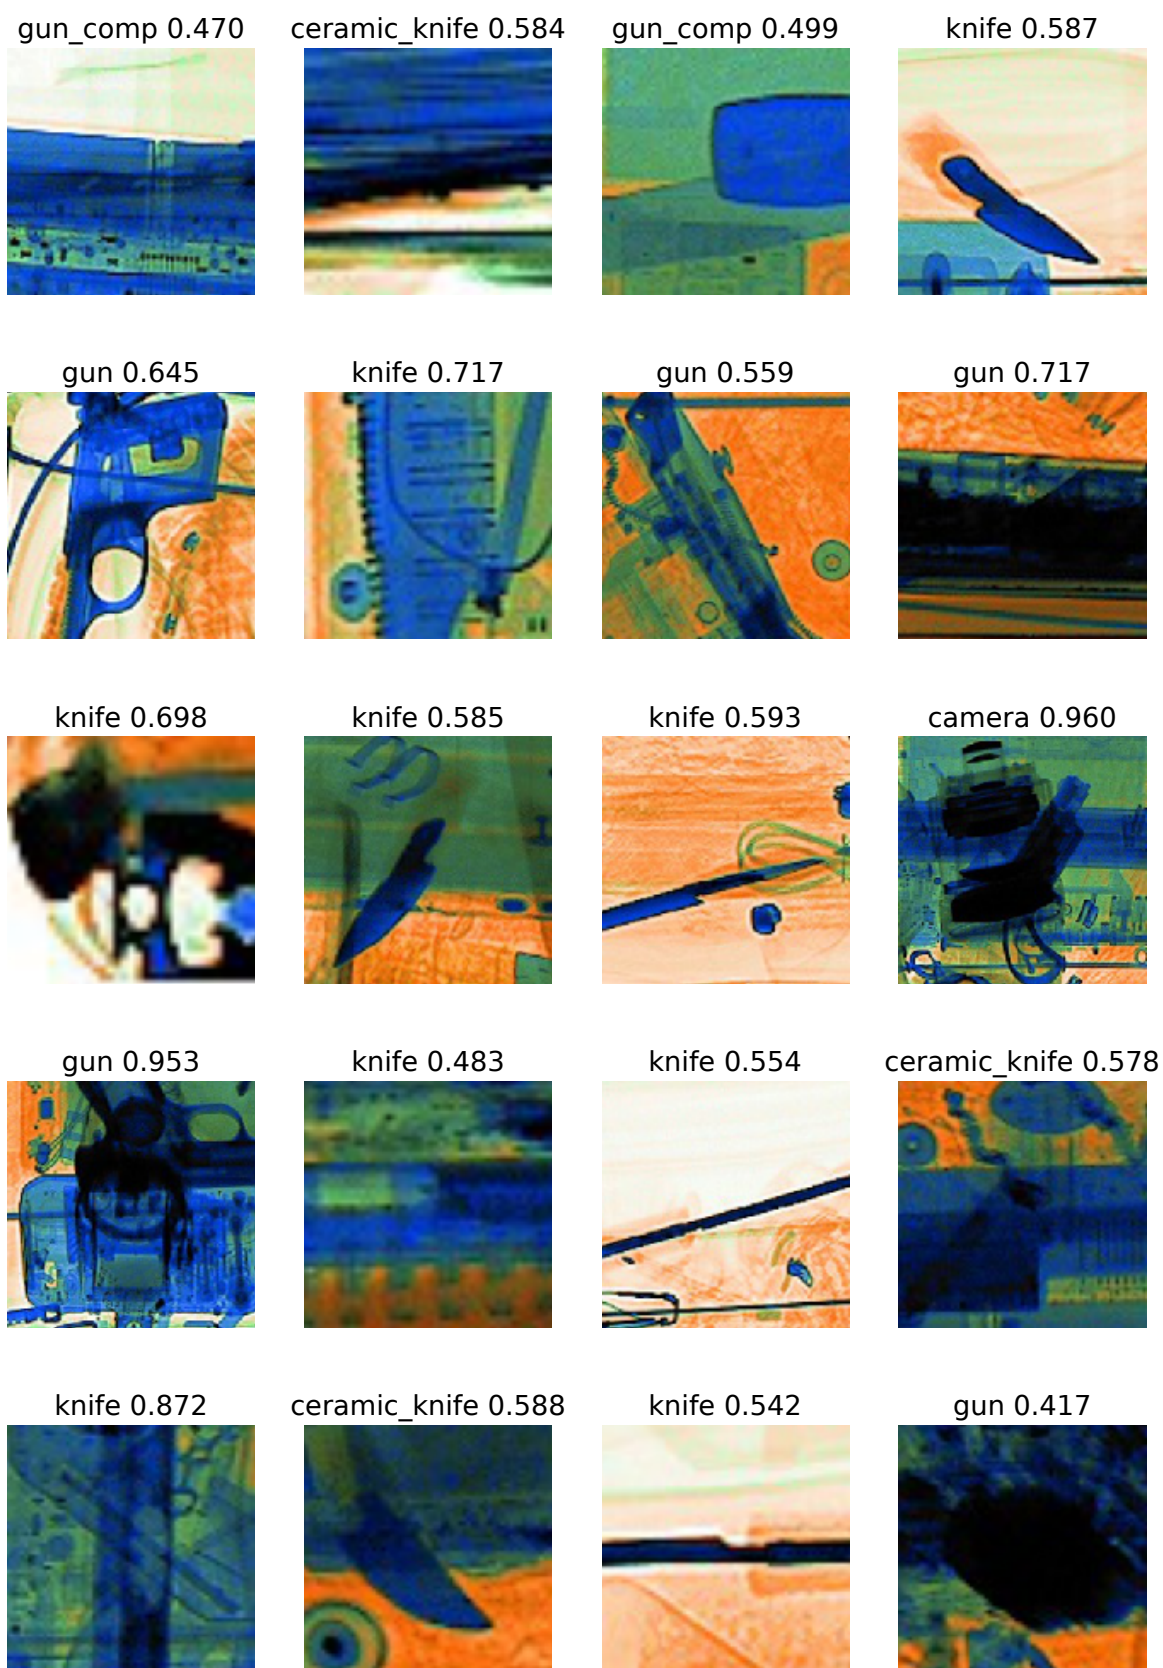 gun_comp 0.470
ceramic_knife 0.584
gun_comp 0.499
knife 0.587
gun 0.645
knife 0.717
gun 0.559
gun 0.717
knife 0.698
knife 0.585
knife 0.593
camera 0.960
gun 0.953
knife 0.483
knife 0.554
ceramic_knife 0.578
knife 0.872
ceramic_knife 0.588
knife 0.542
gun 0.417